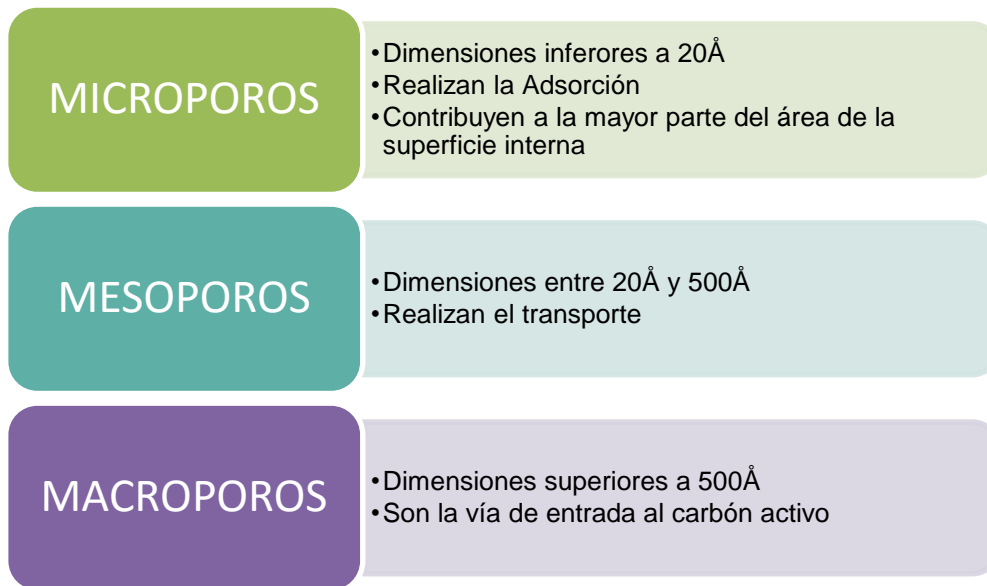 MICROPOROS
•Dimensiones inferores a 20Å
•Realizan la Adsorción
•Contribuyen a la mayor parte del área de la
superficie interna
MESOPOROS
•Dimensiones entre 20Å y 500Å
•Realizan el transporte
MACROPOROS
•Dimensiones superiores a 500Å
•Son la vía de entrada al carbón activo